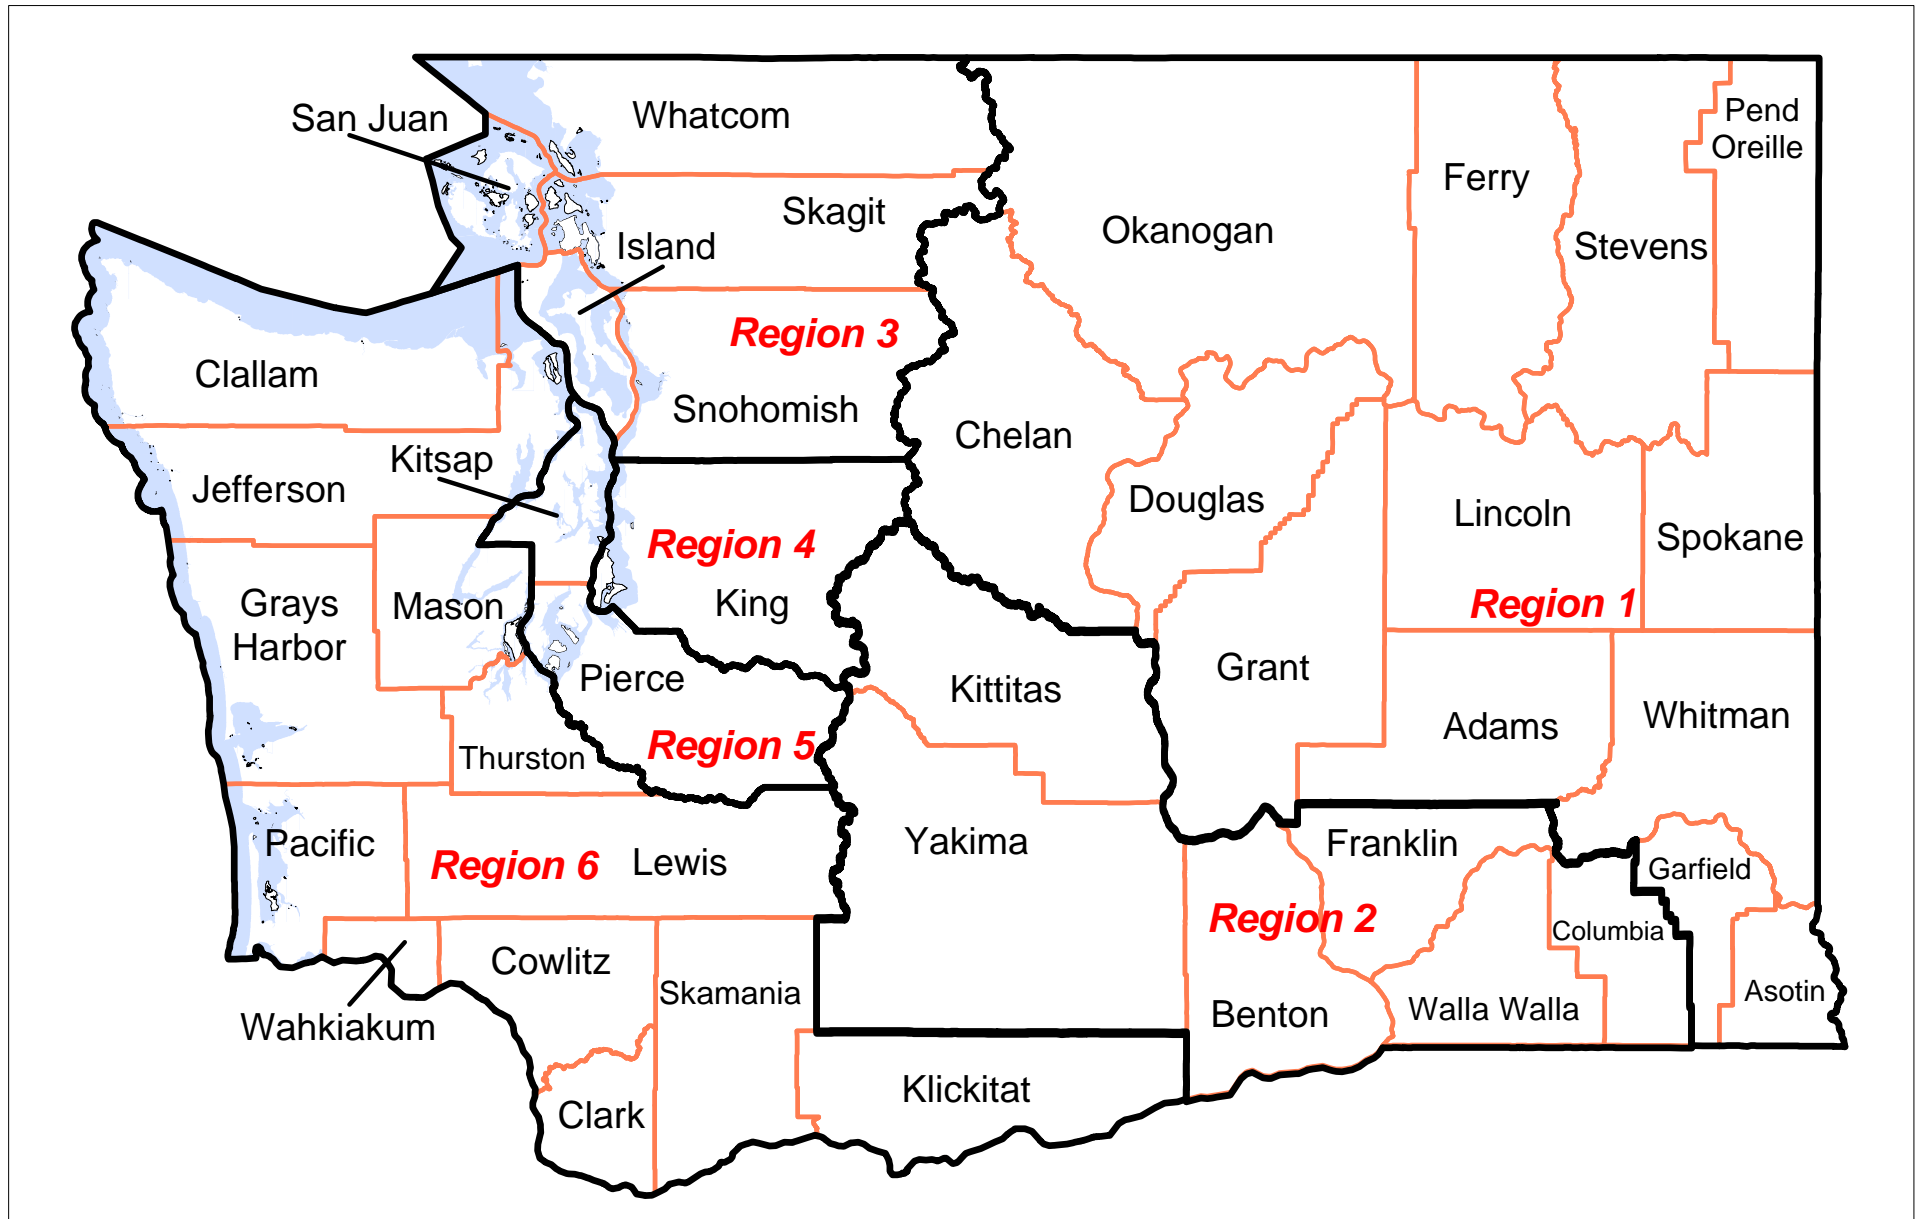 San Juan
Whatcom
Pend
Oreille
Ferry
Skagit
Okanogan
Stevens
Island
Region 3
Clallam
Snohomish
Chelan
Kitsap
Jefferson
Douglas
Lincoln
Spokane
Region 4
Grays
Harbor
Mason
King
Region 1
Pierce
Kittitas
Grant
Whitman
Adams
Thurston
Region 5
Pacific
Region 6
Lewis
Yakima
Franklin
Garfield
Region 2
Columbia
Cowlitz
Skamania
Asotin
Wahkiakum
Benton
Walla Walla
Klickitat
Clark